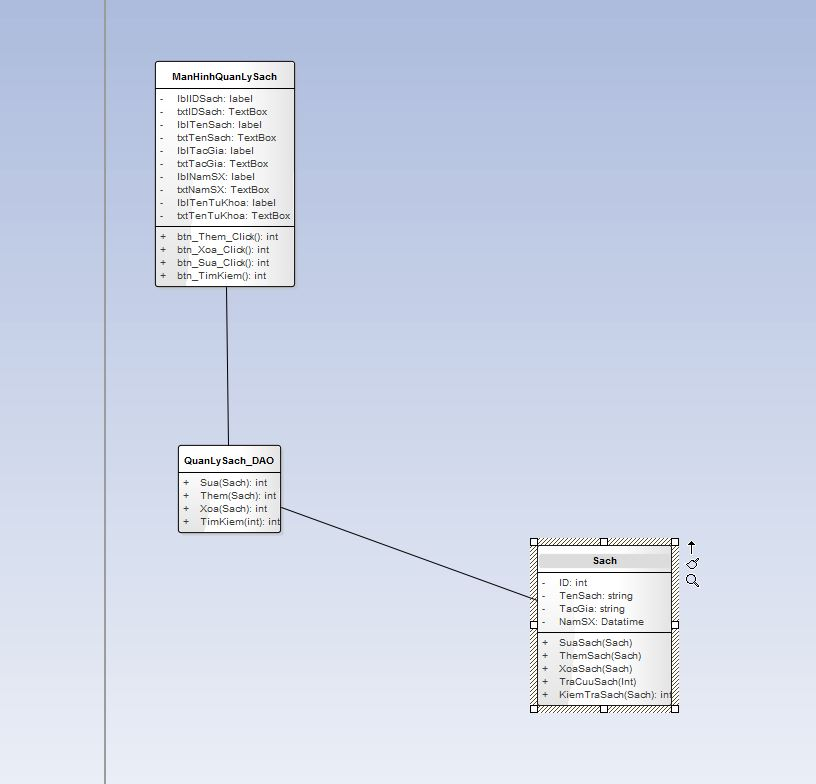 ManHinhQuanLySach
- lblIDSach: label
- txtIDSach: TextBox
- lblTenSach: label
- txtTenSach: TextBox
- lblTacGia: label
- txtTacGia: TextBox
- lblNamSX: label
- txtNamSX: TextBox
- lblTenTuKhoa: label
- txtTenTuKhoa: TextBox
+ btn_Them_Click(): int
+ btn_Xoa_Click(): int
+ btn_Sua_Click(): int
+ btn_TimKiem(): int
QuanLySach_DAO
+ Sua(Sach): int
+ Them(Sach): int
+ Xoa(Sach): int
+ TimKiem(int): int
Sach
- ID: int
- TenSach: string
- TacGia: string
- NamSX: Datatime
+ SuaSach(Sach)
+ ThemSach(Sach)
+ XoaSach(Sach)
+ TraCuuSach(Int)
+ KiemTraSach(Sach): int